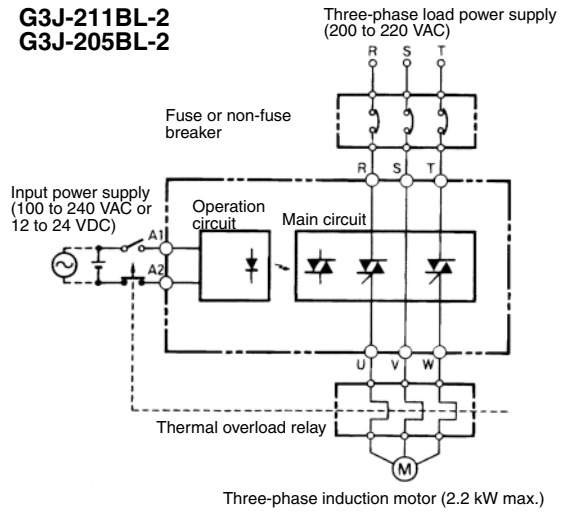 G3J-211BL-2
G3J-205BL-2
Three-phase load power supply
(200 to 220 VAC)
R S T
Fuse or non-fuse
breaker
R S T
Input power supply
(100 to 240 VAC or
12 to 24 VDC)
Operation
circuit
Main circuit
A1
A2
U V W
Thermal overload relay
M
Three-phase induction motor (2.2 kW max.)